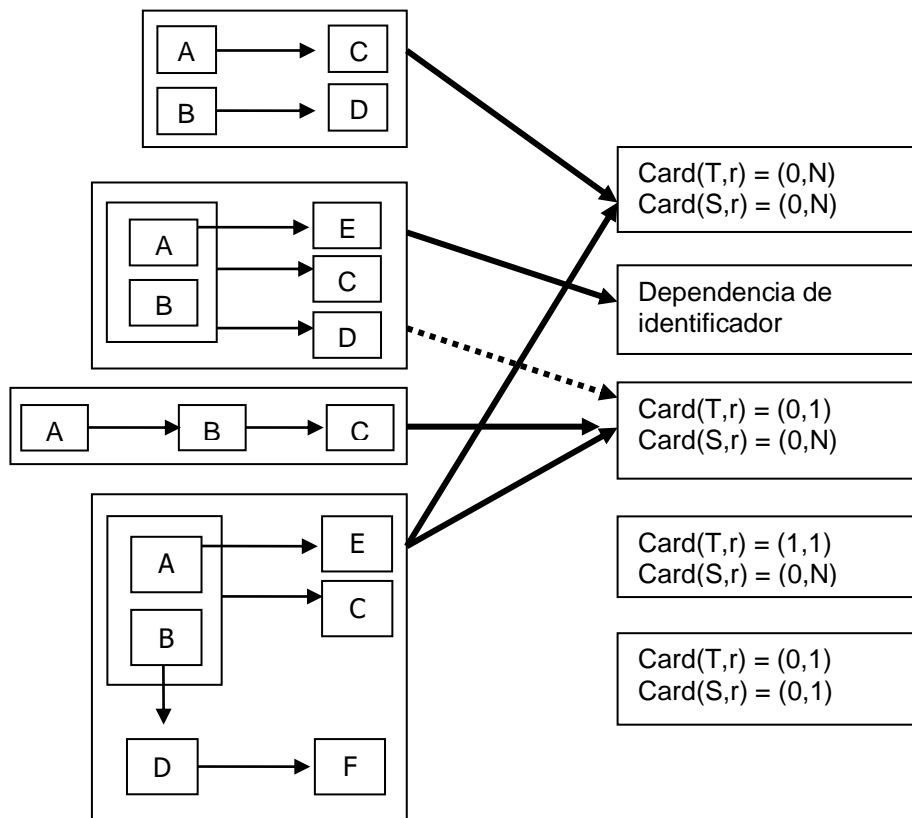 A
C
B
D
A
E
B
C
D
A
B
C
A
E
B
C
D
F
Card(T,r) = (0,N)
Card(S,r) = (0,N)
Dependencia de
identificador
Card(T,r) = (0,1)
Card(S,r) = (0,N)
Card(T,r) = (1,1)
Card(S,r) = (0,N)
Card(T,r) = (0,1)
Card(S,r) = (0,1)